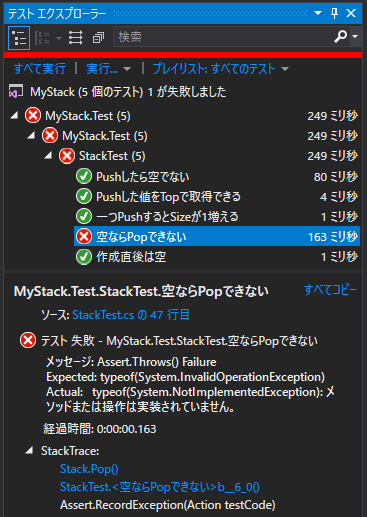 テスト エクスプローラー
検索
すべて実行 | 実行... | プレイリスト: すべてのテスト
MyStack (5 個のテスト) 1 が失敗しました
MyStack.Test (5) 249 ミリ秒
MyStack.Test (5) 249 ミリ秒
StackTest (5) 249 ミリ秒
Pushしたら空でない 80 ミリ秒
Pushした値をTopで取得できる 4 ミリ秒
一つPushするとSizeが1増える 1 ミリ秒
空ならPopできない 163 ミリ秒
作成直後は空 1 ミリ秒
MyStack.Test.StackTest.空ならPopできない すべてコピー
ソース: StackTest.cs の 47 行目
テスト 失敗 - MyStack.Test.StackTest.空ならPopできない
メッセージ: Assert.Throws() Failure
Expected: typeof(System.InvalidOperationException)
Actual: typeof(System.NotImplementedException): メ
ソッドまたは操作は実装されていません。
経過時間: 0:00:00.163
StackTrace:
Stack.Pop()
StackTest.<空ならPopできない>b__6_0()
Assert.RecordException(Action testCode)